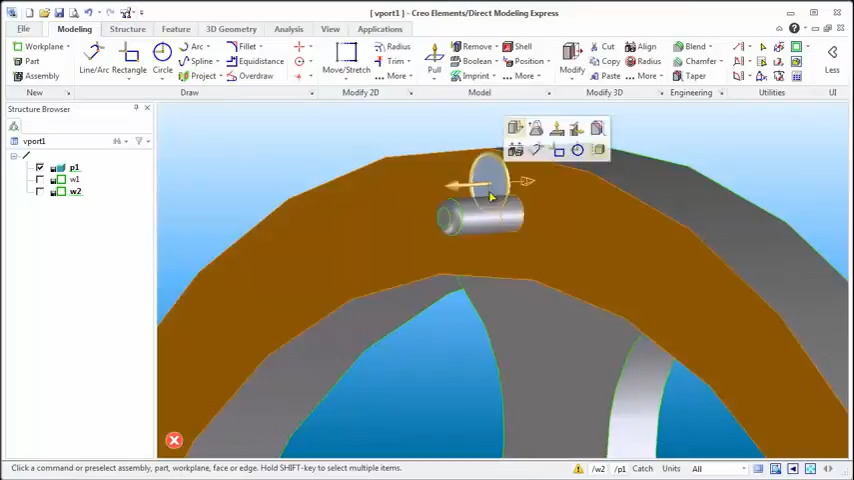 [ vport1 ] - Creo Elements/Direct Modeling Express
File Modeling Structure Feature 3D Geometry Analysis View Applications
Workplane
Part
Assembly
New
Line/Arc
Rectangle
Circle
Arc
Spline
Project
Fillet
Equidistance
Overdraw
Draw
Move/Stretch
Radius
Trim
More
Modify 2D
Pull
Remove
Boolean
Imprint
Shell
Position
More
Model
Modify
Cut
Copy
Paste
Align
Radius
More
Modify 3D
Blend
Chamfer
Taper
Engineering
Utilities
Less
UI
Structure Browser
vport1
p1
w1
w2
Click a command or preselect assembly, part, workplane, face or edge. Hold SHIFT-key to select multiple items.
/w2 /p1 Catch Units All